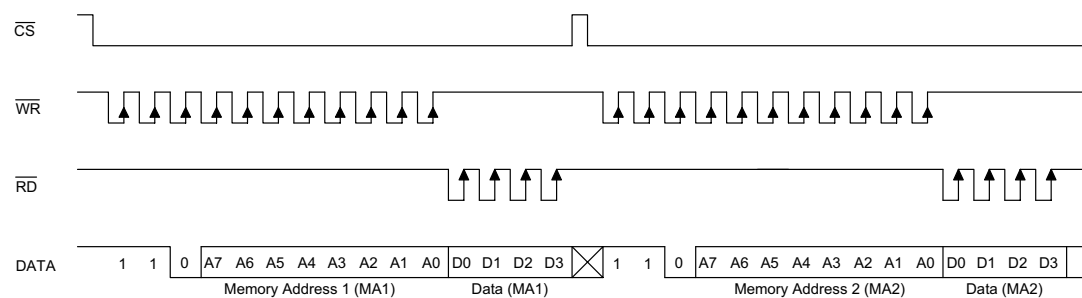 CS
WR
RD
DATA 1 1 0 A7 A6 A5 A4 A3 A2 A1 A0 D0 D1 D2 D3 1 1 0 A7 A6 A5 A4 A3 A2 A1 A0 D0 D1 D2 D3
Memory Address 1 (MA1) Data (MA1) Memory Address 2 (MA2) Data (MA2)